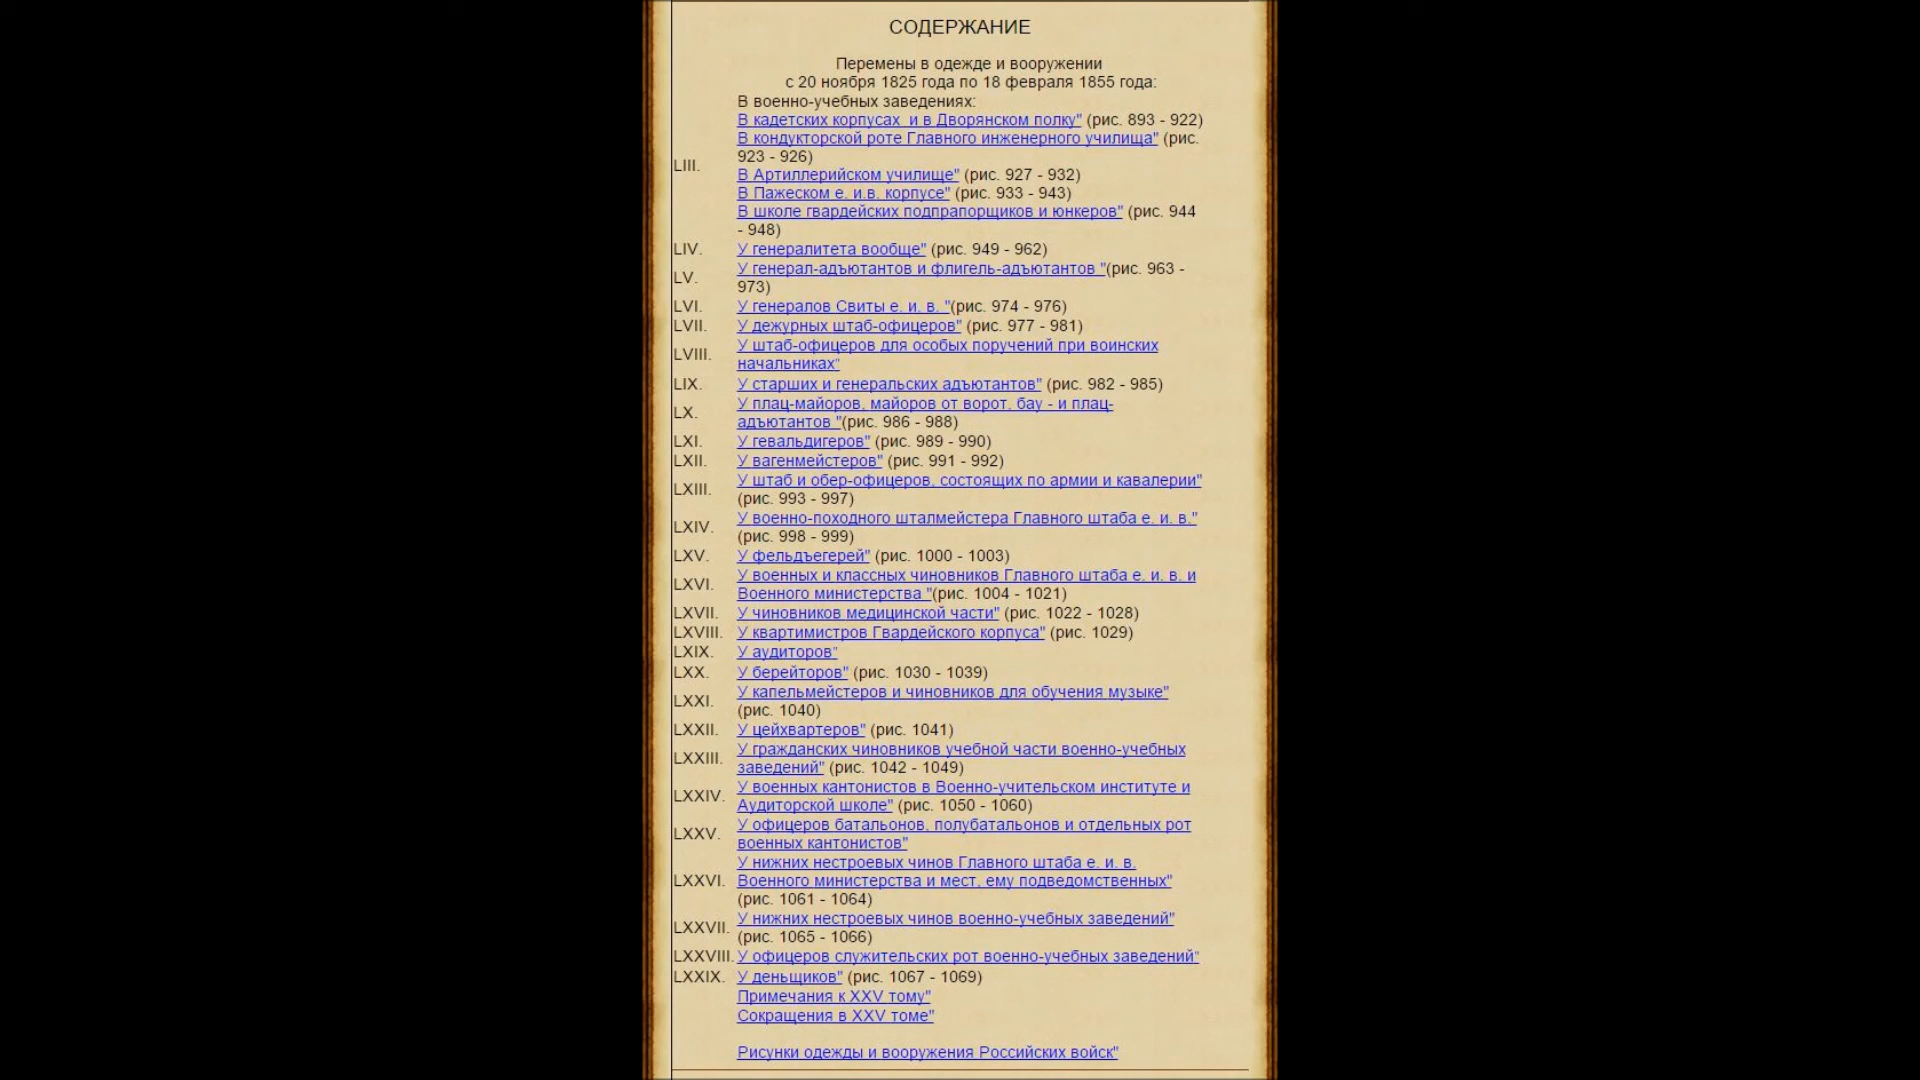 СОДЕРЖАНИЕ
Перемены в одежде и вооружении
с 20 ноября 1825 года по 18 февраля 1855 года:
В военно-учебных заведениях:
В кадетских корпусах  и в Дворянском полку" (рис. 893 - 922)
В кондукторской роте Главного инженерного училища" (рис.
923 - 926)
LIII.
В Артиллерийском училище" (рис. 927 - 932)
В Пажеском е. и.в. корпусе" (рис. 933 - 943)
В школе гвардейских подпрапорщиков и юнкеров" (рис. 944
- 948)
LIV. У генералитета вообще" (рис. 949 - 962)
LV. У генерал-адъютантов и флигель-адъютантов "(рис. 963 -
973)
LVI. У генералов Свиты е. и. в. "(рис. 974 - 976)
LVII. У дежурных штаб-офицеров" (рис. 977 - 981)
LVIII. У штаб-офицеров для особых поручений при воинских
начальниках"
LIX. У старших и генеральских адъютантов" (рис. 982 - 985)
LX. У плац-майоров, майоров от ворот, бау - и плац-
адъютантов "(рис. 986 - 988)
LXI. У гевальдигеров" (рис. 989 - 990)
LXII. У вагенмейстеров" (рис. 991 - 992)
LXIII. У штаб и обер-офицеров, состоящих по армии и кавалерии"
(рис. 993 - 997)
LXIV. У военно-походного шталмейстера Главного штаба е. и. в."
(рис. 998 - 999)
LXV. У фельдъегерей" (рис. 1000 - 1003)
LXVI. У военных и классных чиновников Главного штаба е. и. в. и
Военного министерства "(рис. 1004 - 1021)
LXVII. У чиновников медицинской части" (рис. 1022 - 1028)
LXVIII. У квартимистров Гвардейского корпуса" (рис. 1029)
LXIX. У аудиторов"
LXX. У берейторов" (рис. 1030 - 1039)
LXXI. У капельмейстеров и чиновников для обучения музыке"
(рис. 1040)
LXXII. У цейхвартеров" (рис. 1041)
LXXIII. У гражданских чиновников учебной части военно-учебных
заведений" (рис. 1042 - 1049)
LXXIV. У военных кантонистов в Военно-учительском институте и
Аудиторской школе" (рис. 1050 - 1060)
LXXV. У офицеров батальонов, полубатальонов и отдельных рот
военных кантонистов"
У нижних нестроевых чинов Главного штаба е. и. в.
LXXVI. Военного министерства и мест, ему подведомственных"
(рис. 1061 - 1064)
LXXVII. У нижних нестроевых чинов военно-учебных заведений"
(рис. 1065 - 1066)
LXXVIII. У офицеров служительских рот военно-учебных заведений"
LXXIX. У деньщиков" (рис. 1067 - 1069)
Примечания к XXV тому"
Сокращения в XXV томе"
Рисунки одежды и вооружения Российских войск"